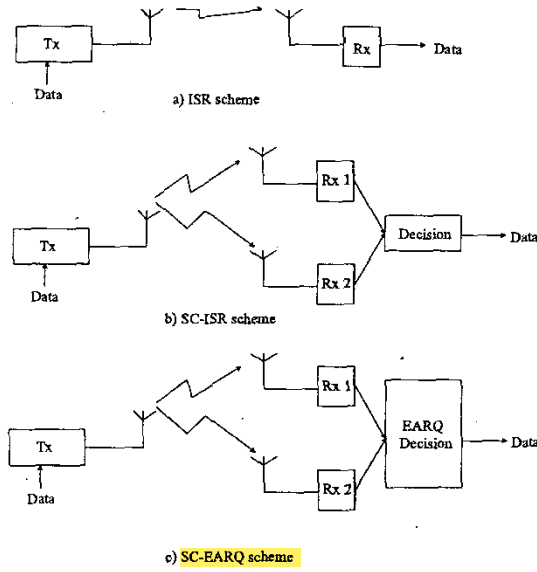 Tx
Rx
Data
Data
a) ISR scheme
Rx 1
Tx
Decision
Data
Data
Rx 2
b) SC-ISR scheme
Rx 1
EARQ
Decision
Tx
Data
Data
Rx 2
c) SC-EARQ scheme